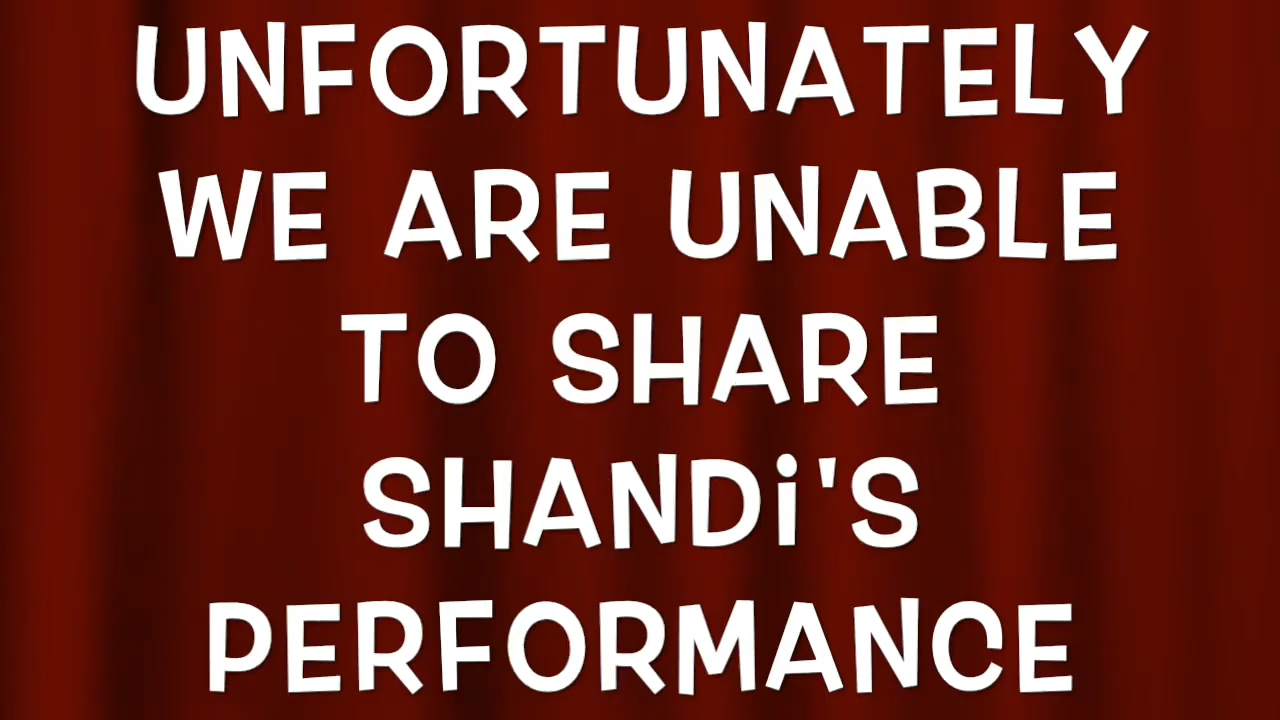 UNFORTUNATELY
WE ARE UNABLE
TO SHARE
SHANDi'S
PERFORMANCE